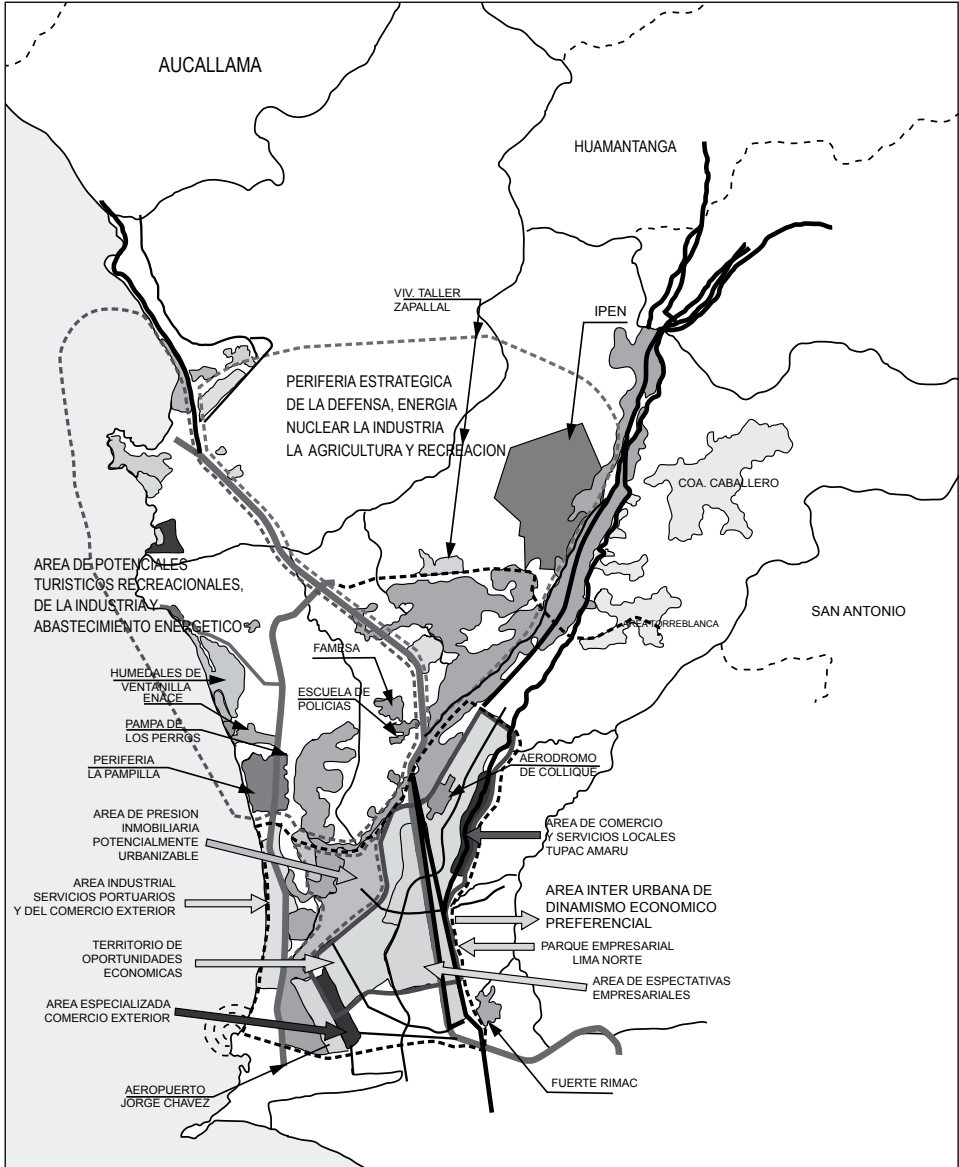 AUCALLAMA
HUAMANTANGA
VIV. TALLER
ZAPALLAL
IPEN
PERIFERIA ESTRATEGICA
DE LA DEFENSA, ENERGIA
NUCLEAR LA INDUSTRIA
LA AGRICULTURA Y RECREACION
COA. CABALLERO
AREA DE POTENCIALES
TURISTICOS RECREACIONALES,
DE LA INDUSTRIA Y
ABASTECIMIENTO ENERGETICO
SAN ANTONIO
AREA TORREBLANCA
FAMESA
HUMEDALES DE
VENTANILLA
ENACE
ESCUELA DE
POLICIAS
PAMPA DE
LOS PERROS
PERIFERIA
LA PAMPILLA
AERODROMO
DE COLLIQUE
AREA DE PRESION
INMOBILIARIA
POTENCIALMENTE
URBANIZABLE
AREA DE COMERCIO
Y SERVICIOS LOCALES
TUPAC AMARU
AREA INDUSTRIAL
SERVICIOS PORTUARIOS
Y DEL COMERCIO EXTERIOR
AREA INTER URBANA DE
DINAMISMO ECONOMICO
PREFERENCIAL
TERRITORIO DE
OPORTUNIDADES
ECONOMICAS
PARQUE EMPRESARIAL
LIMA NORTE
AREA DE ESPECTATIVAS
EMPRESARIALES
AREA ESPECIALIZADA
COMERCIO EXTERIOR
AEROPUERTO
JORGE CHAVEZ
FUERTE RIMAC